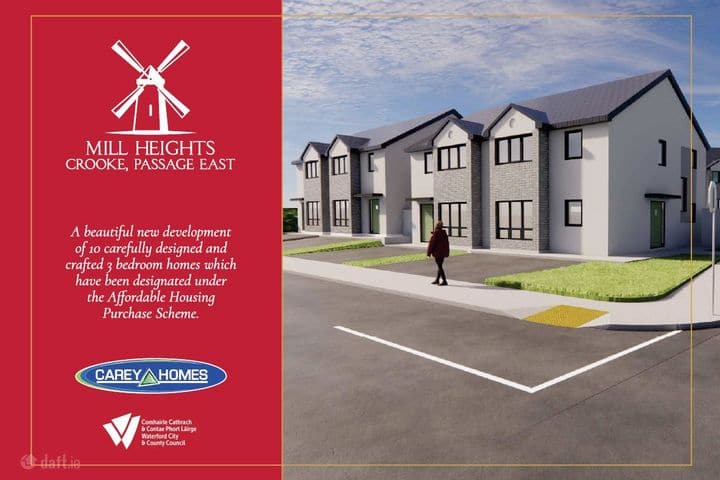 MILL HEIGHTS
CROOKE, PASSAGE EAST
A beautiful new development
of 10 carefully designed and
crafted 3 bedroom homes which
have been designated under
the Affordable Housing
Purchase Scheme.
CAREY HOMES
Comhairle Cathrach
& Contae Phort Láirge
Waterford City
& County Council
daft.ie